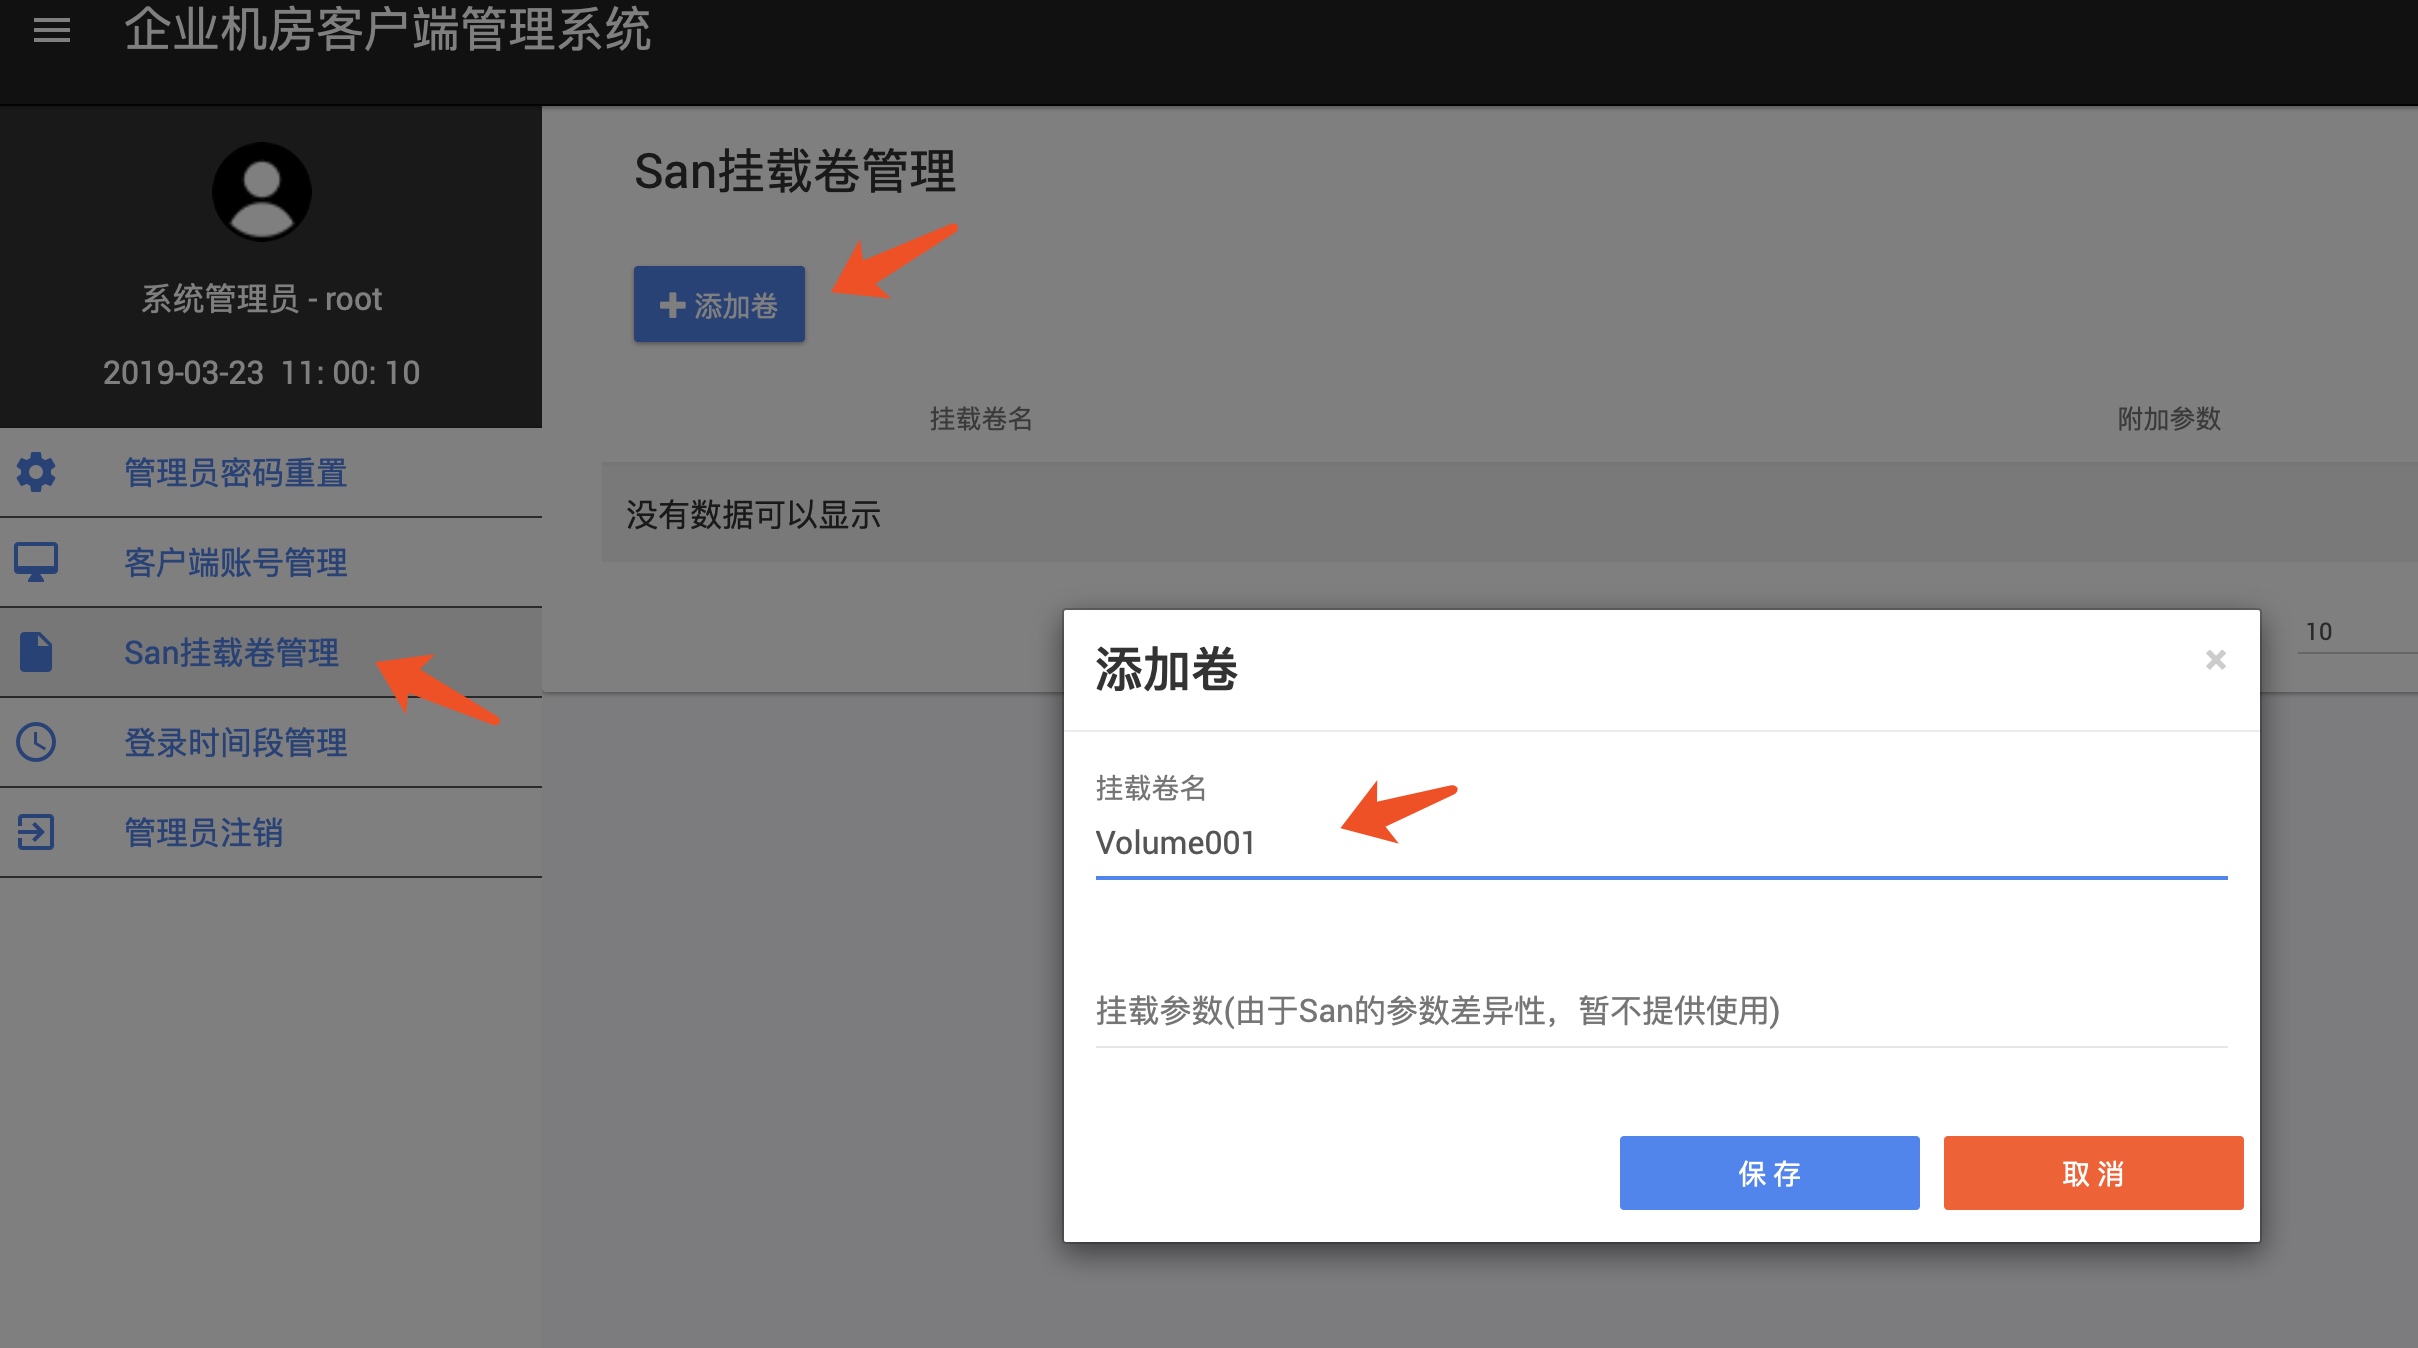 企业机房客户端管理系统
系统管理员 - root
2019-03-23 11: 00: 10
管理员密码重置
客户端账号管理
San挂载卷管理
登录时间段管理
管理员注销
San挂载卷管理
添加卷
挂载卷名 附加参数
没有数据可以显示
10
添加卷
×
挂载卷名
Volume001
挂载参数(由于San的参数差异性，暂不提供使用)
保 存 取 消